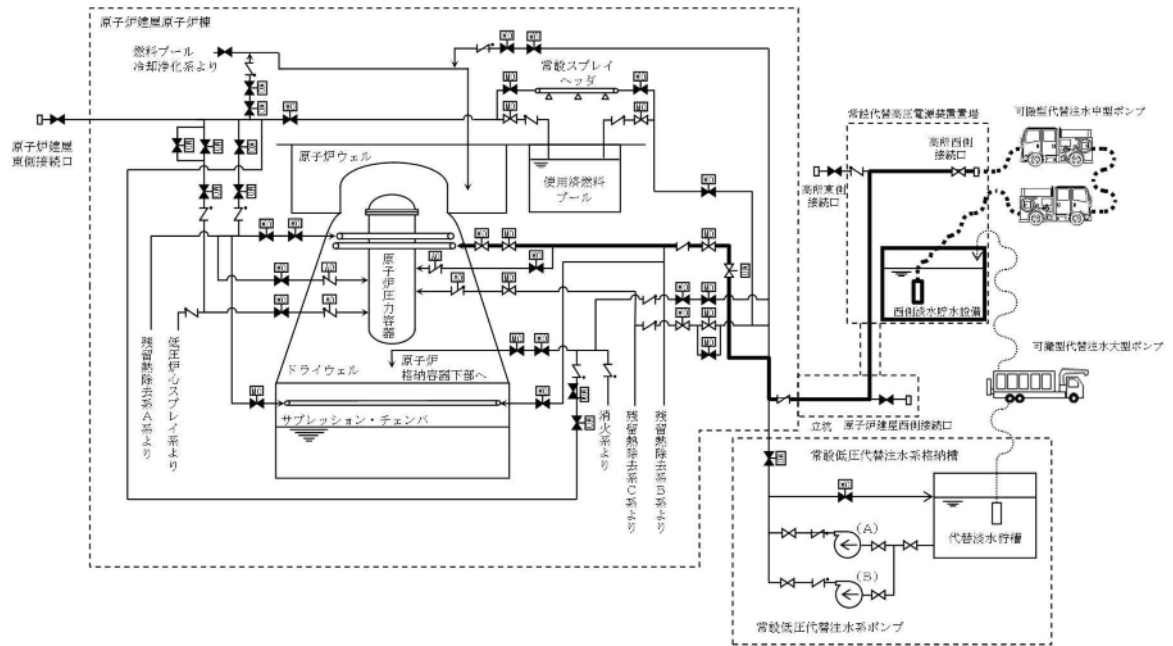 原子炉建屋原子炉棟
燃料プール
冷却浄化系より
常設スプレイ
ヘッダ
原子炉建屋
東側接続口
原子炉ウェル
使用済燃料
プール
常設代替高圧電源装置置場
可搬型代替注水中型ポンプ
高所西側
接続口
高所東側
接続口
西側淡水貯水設備
可搬型代替注水大型ポンプ
原子炉圧力容器
原子炉
格納容器下部へ
ドライウェル
サプレッション・チェンバ
残留熱除去系A系より
低圧炉心スプレイ系より
消火系より
残留熱除去系C系より
残留熱除去系B系より
立坑
原子炉建屋西側接続口
常設低圧代替注水系格納槽
(A)
(B)
代替淡水貯槽
常設低圧代替注水系ポンプ